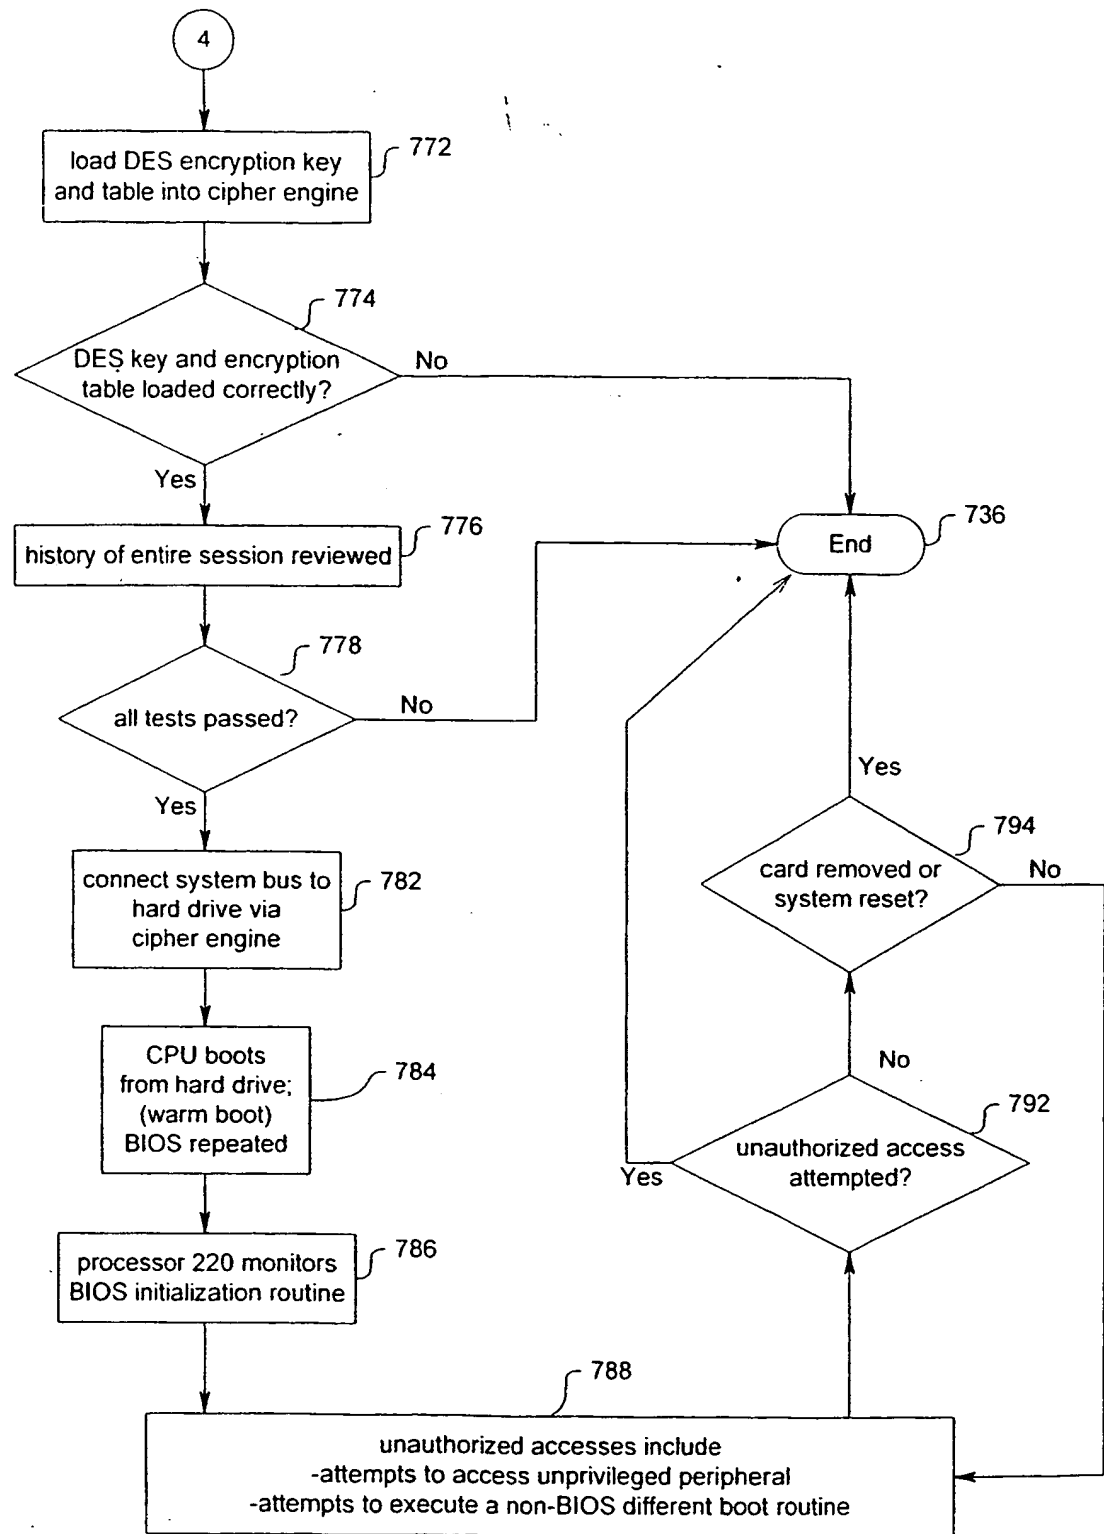 4
load DES encryption key
and table into cipher engine
772
774
DES key and encryption
table loaded correctly?
No
Yes
history of entire session reviewed
776
End
736
778
all tests passed?
No
Yes
connect system bus to
hard drive via
cipher engine
782
CPU boots
from hard drive;
(warm boot)
BIOS repeated
784
processor 220 monitors
BIOS initialization routine
786
Yes
794
card removed or
system reset?
No
No
792
unauthorized access
attempted?
Yes
788
unauthorized accesses include
-attempts to access unprivileged peripheral
-attempts to execute a non-BIOS different boot routine